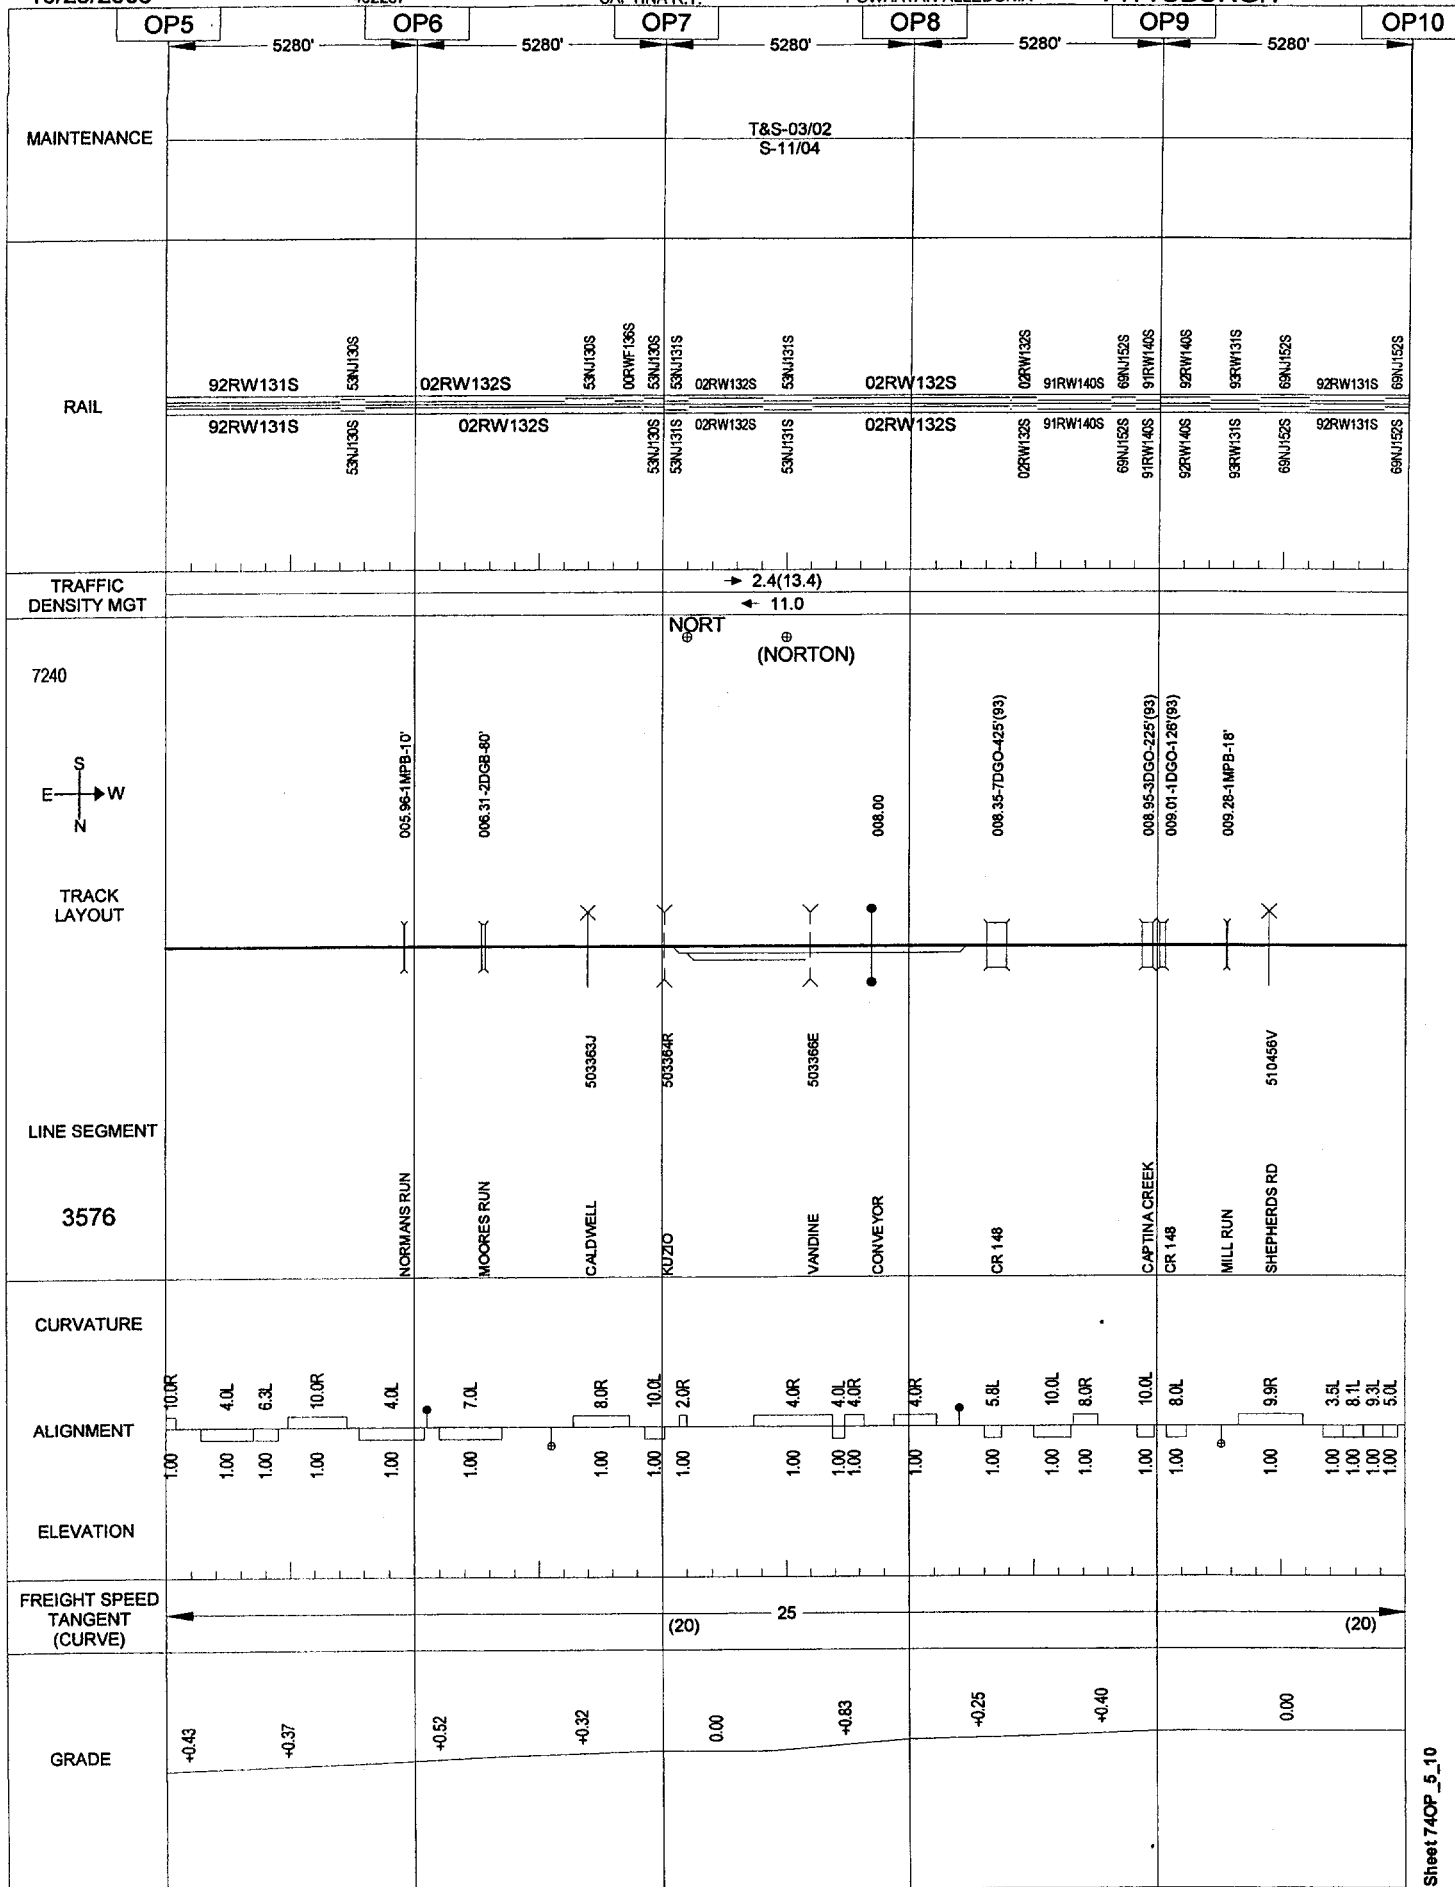 OP5 OP6 OP7 OP8 OP9 OP10
5280' 5280' 5280' 5280' 5280'
MAINTENANCE
T&S-03/02
S-11/04
53NJ130S 53NJ130S 00RWF136S 53NJ130S 53NJ131S 53NJ131S 02RW132S 69NJ152S 91RW140S 92RW140S 93RW131S 69NJ152S 69NJ152S
92RW131S 02RW132S 02RW132S 02RW132S 91RW140S 92RW131S
RAIL
92RW131S 02RW132S 02RW132S 02RW132S 91RW140S 92RW131S
53NJ130S 53NJ130S 53NJ131S 53NJ131S 02RW132S 69NJ152S 91RW140S 92RW140S 93RW131S 69NJ152S 69NJ152S
TRAFFIC
DENSITY MGT
2.4(13.4)
11.0
NORT
(NORTON)
7240
S
E W
N
005.96-1MPB-10'
006.31-2DGB-80'
008.00
008.35-7DGO-425'(93)
008.95-3DGO-225'(93)
009.01-1DGO-126'(93)
009.28-1MPB-18'
TRACK
LAYOUT
503363J
503364R
503366E
510456V
LINE SEGMENT
3576
NORMANS RUN
MOORES RUN
CALDWELL
KUZIO
VANDINE
CONVEYOR
CR 148
CAPTINA CREEK
CR 148
MILL RUN
SHEPHERDS RD
CURVATURE
10.0R 4.0L 6.3L 10.0R 4.0L 7.0L 8.0R 10.0L 2.0R 4.0R 4.0L 4.0R 4.0R 5.8L 10.0L 8.0R 10.0L 8.0L 9.9R 3.5L 8.1L 9.3L 5.0L
ALIGNMENT
1.00 1.00 1.00 1.00 1.00 1.00 1.00 1.00 1.00 1.00 1.00 1.00 1.00 1.00 1.00 1.00 1.00 1.00 1.00 1.00 1.00 1.00 1.00
ELEVATION
FREIGHT SPEED
TANGENT
(CURVE)
25
(20) (20)
GRADE
+0.43 +0.37 +0.52 +0.32 0.00 +0.83 +0.25 +0.40 0.00
Sheet 74OP_5_10